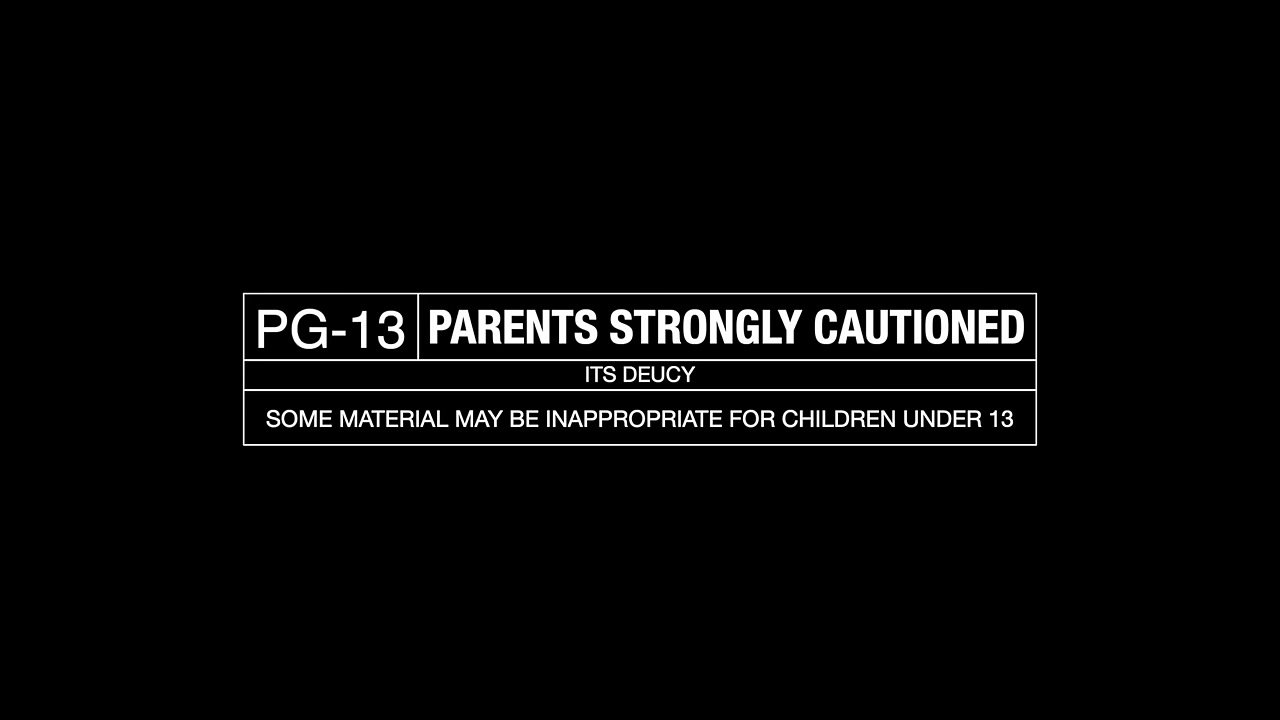 PG-13 PARENTS STRONGLY CAUTIONED
ITS DEUCY
SOME MATERIAL MAY BE INAPPROPRIATE FOR CHILDREN UNDER 13